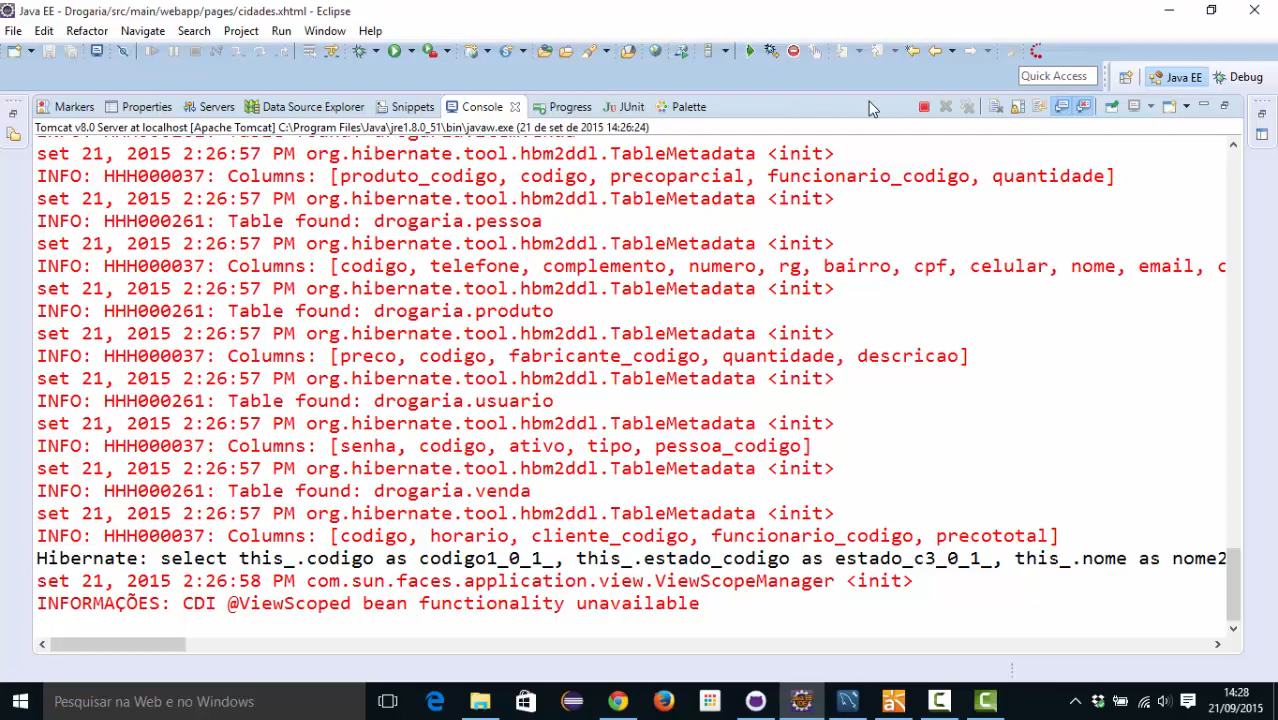 Java EE - Drogaria/src/main/webapp/pages/cidades.xhtml - Eclipse
File Edit Refactor Navigate Search Project Run Window Help
Quick Access Java EE Debug
Markers Properties Servers Data Source Explorer Snippets Console Progress JUnit Palette
Tomcat v8.0 Server at localhost [Apache Tomcat] C:\Program Files\Java\jre1.8.0_51\bin\javaw.exe (21 de set de 2015 14:26:24)
set 21, 2015 2:26:57 PM org.hibernate.tool.hbm2ddl.TableMetadata <init>
INFO: HHH000037: Columns: [produto_codigo, codigo, precoparcial, funcionario_codigo, quantidade]
set 21, 2015 2:26:57 PM org.hibernate.tool.hbm2ddl.TableMetadata <init>
INFO: HHH000261: Table found: drogaria.pessoa
set 21, 2015 2:26:57 PM org.hibernate.tool.hbm2ddl.TableMetadata <init>
INFO: HHH000037: Columns: [codigo, telefone, complemento, numero, rg, bairro, cpf, celular, nome, email, c
set 21, 2015 2:26:57 PM org.hibernate.tool.hbm2ddl.TableMetadata <init>
INFO: HHH000261: Table found: drogaria.produto
set 21, 2015 2:26:57 PM org.hibernate.tool.hbm2ddl.TableMetadata <init>
INFO: HHH000037: Columns: [preco, codigo, fabricante_codigo, quantidade, descricao]
set 21, 2015 2:26:57 PM org.hibernate.tool.hbm2ddl.TableMetadata <init>
INFO: HHH000261: Table found: drogaria.usuario
set 21, 2015 2:26:57 PM org.hibernate.tool.hbm2ddl.TableMetadata <init>
INFO: HHH000037: Columns: [senha, codigo, ativo, tipo, pessoa_codigo]
set 21, 2015 2:26:57 PM org.hibernate.tool.hbm2ddl.TableMetadata <init>
INFO: HHH000261: Table found: drogaria.venda
set 21, 2015 2:26:57 PM org.hibernate.tool.hbm2ddl.TableMetadata <init>
INFO: HHH000037: Columns: [codigo, horario, cliente_codigo, funcionario_codigo, precototal]
Hibernate: select this_.codigo as codigo1_0_1_, this_.estado_codigo as estado_c3_0_1_, this_.nome as nome2
set 21, 2015 2:26:58 PM com.sun.faces.application.view.ViewScopeManager <init>
INFORMAÇÕES: CDI @ViewScoped bean functionality unavailable
Pesquisar na Web e no Windows
14:28
21/09/2015